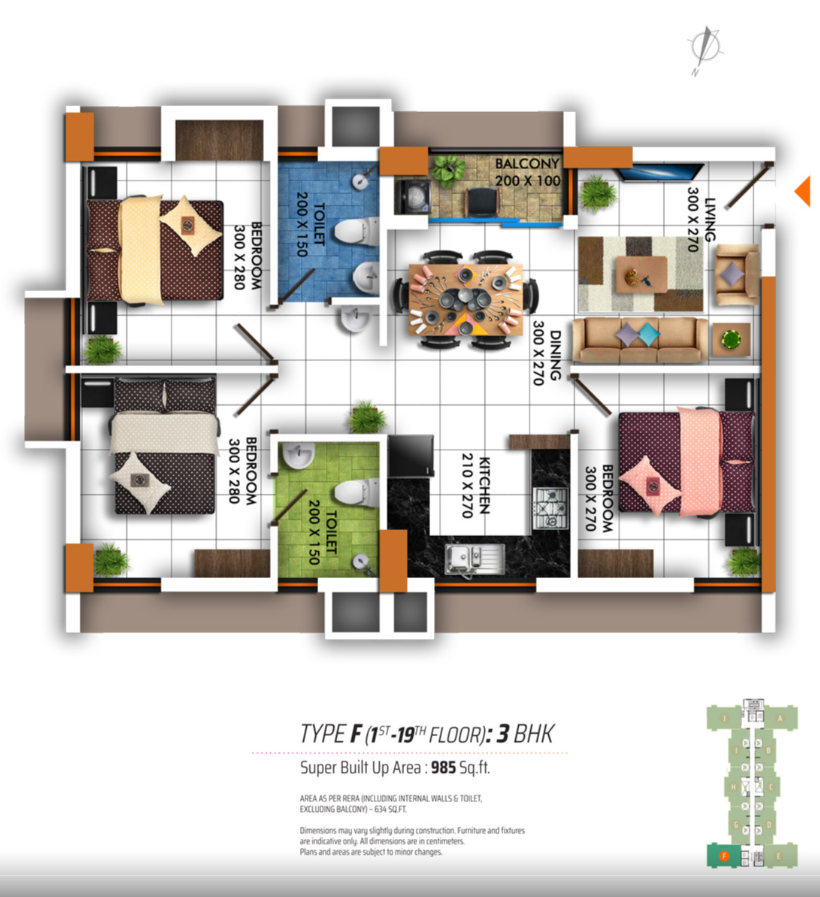 N
BALCONY
200 X 100
LIVING
300 X 270
TOILET
200 X 150
BEDROOM
300 X 280
DINING
300 X 270
BEDROOM
300 X 280
TOILET
200 X 150
KITCHEN
210 X 270
BEDROOM
300 X 270
TYPE F (1ST-19TH FLOOR): 3 BHK
Super Built Up Area : 985 Sq.ft.
AREA AS PER RERA (INCLUDING INTERNAL WALLS & TOILET,
EXCLUDING BALCONY) – 634 SQ.FT.
Dimensions may vary slightly during construction. Furniture and fixtures
are indicative only. All dimensions are in centimeters.
Plans and areas are subject to minor changes.
J A
I B
H C
G D
F E